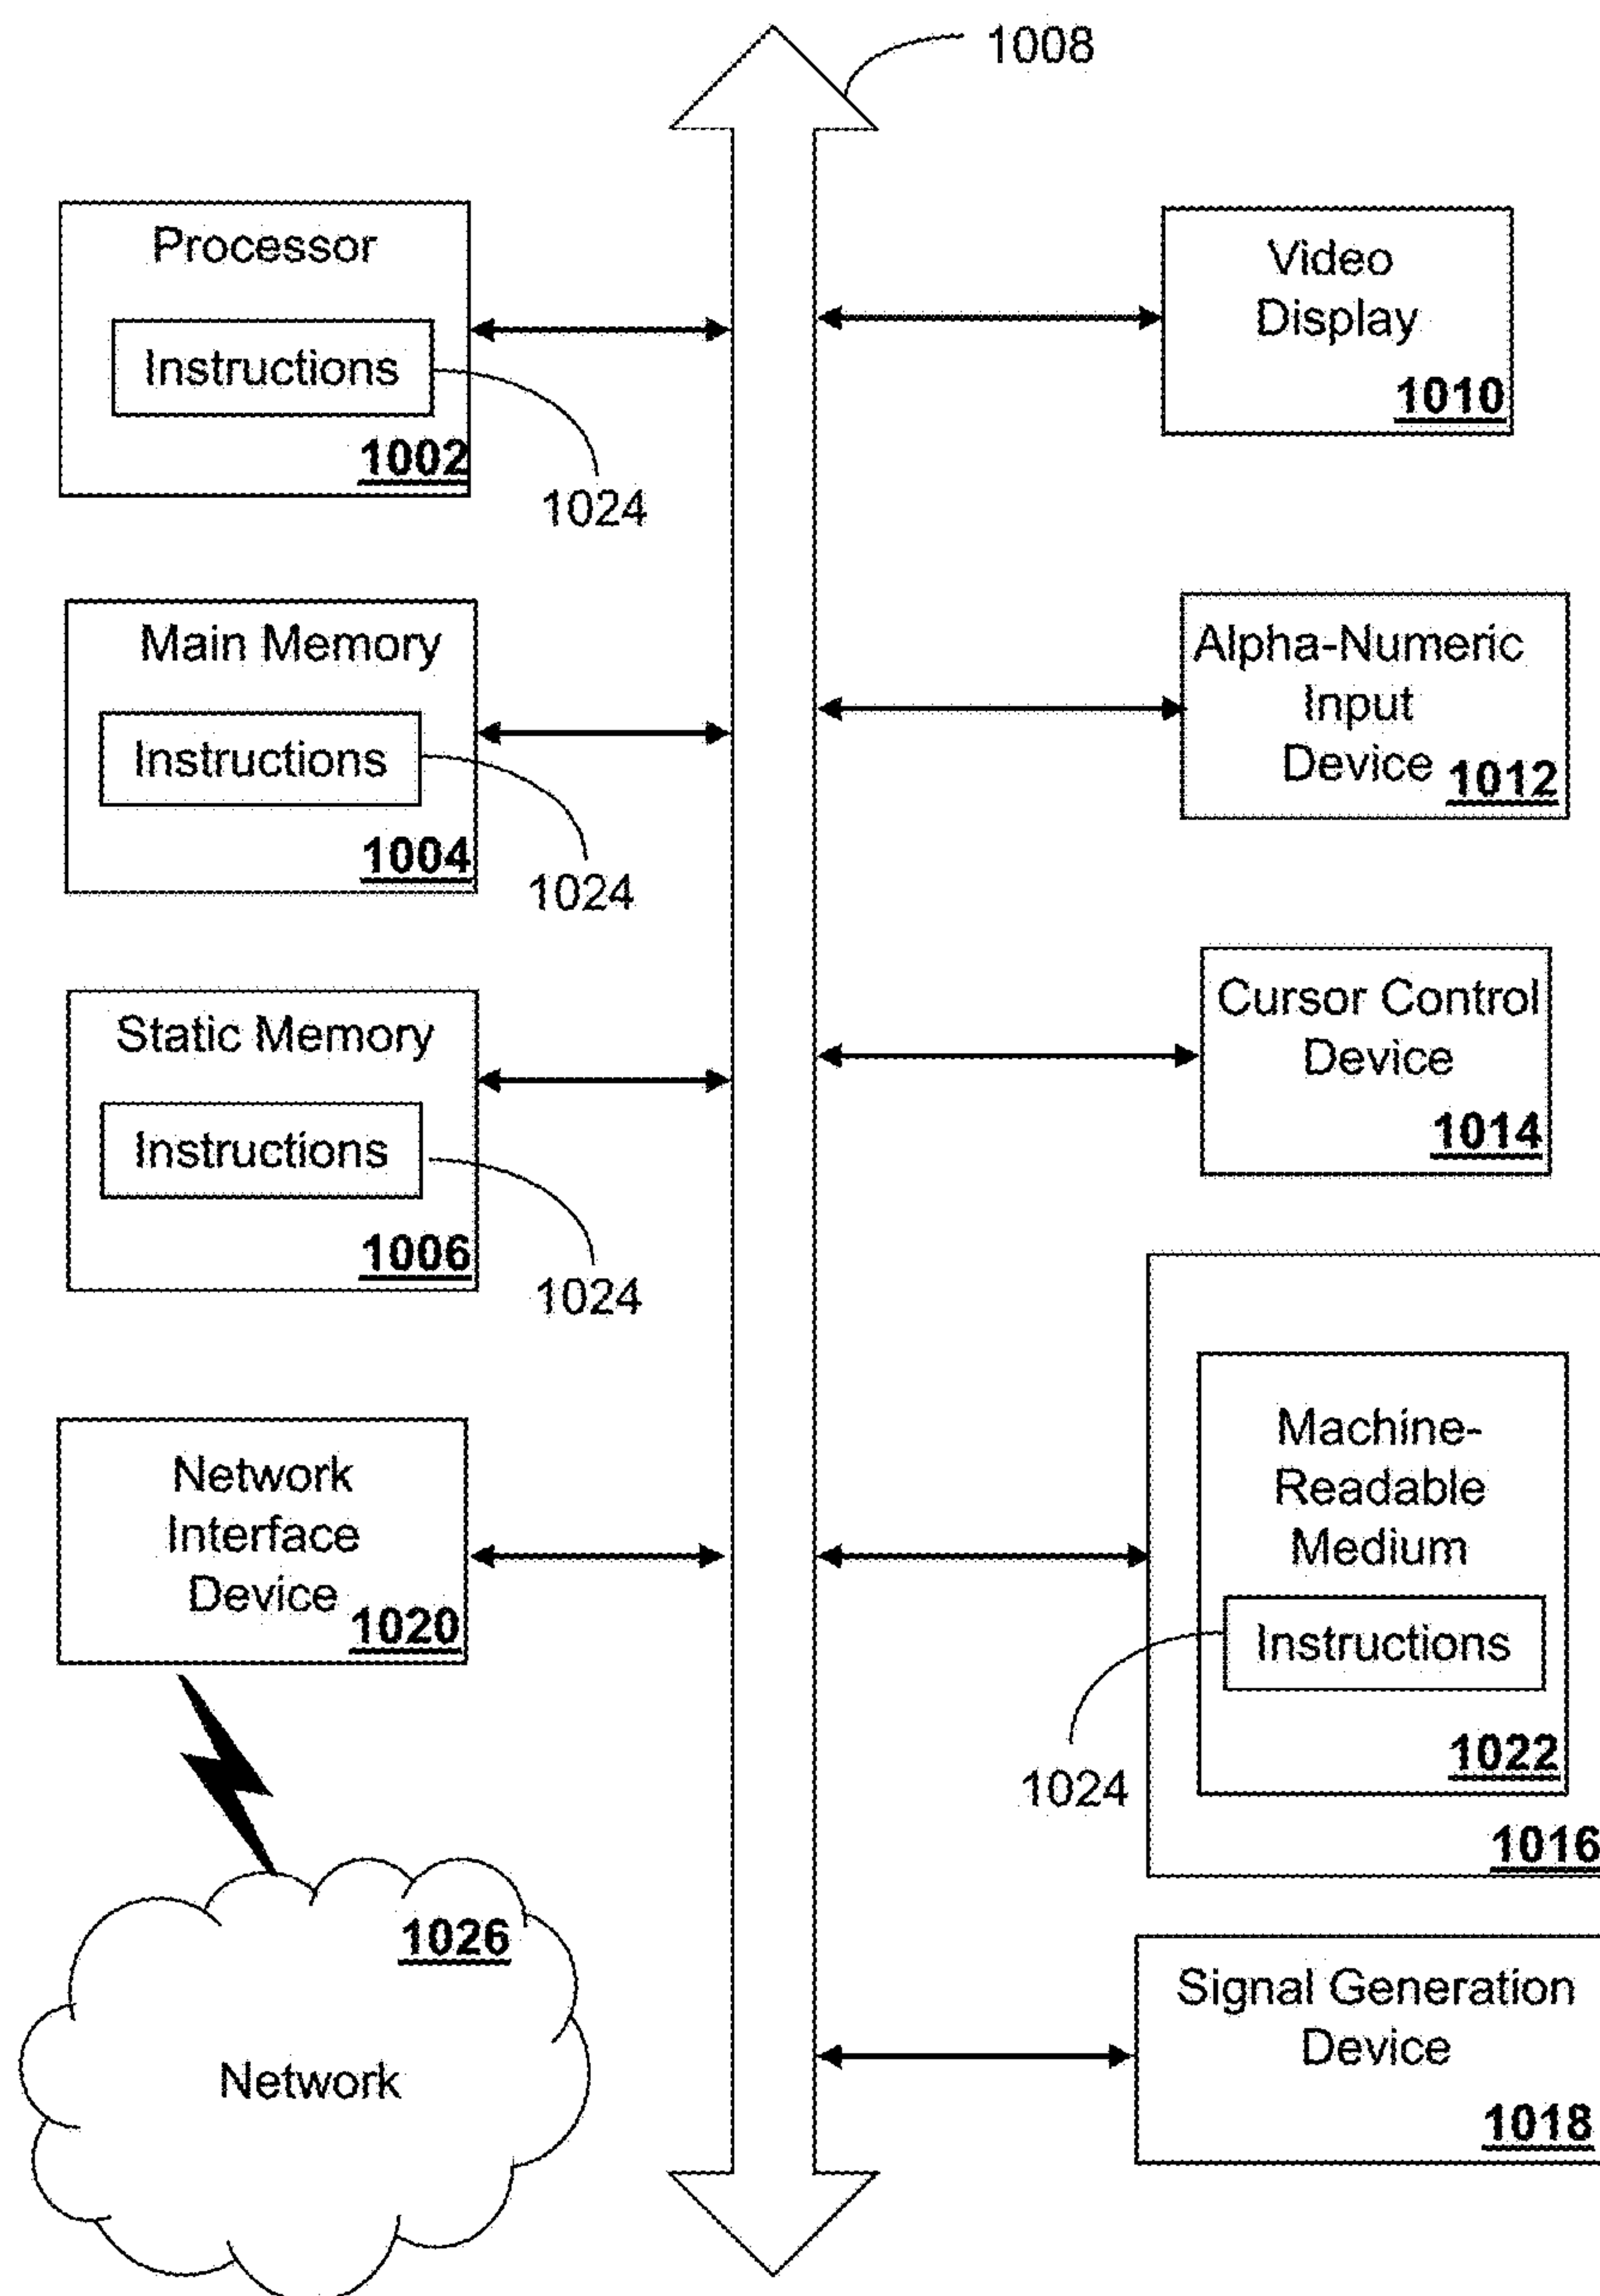 1008
Processor
Instructions
1002
1024
Main Memory
Instructions
1004
1024
Static Memory
Instructions
1006
1024
Network
Interface
Device
1020
1026
Network
Video
Display
1010
Alpha-Numeric
Input
Device
1012
Cursor Control
Device
1014
Machine-
Readable
Medium
Instructions
1024
1022
1016
Signal Generation
Device
1018